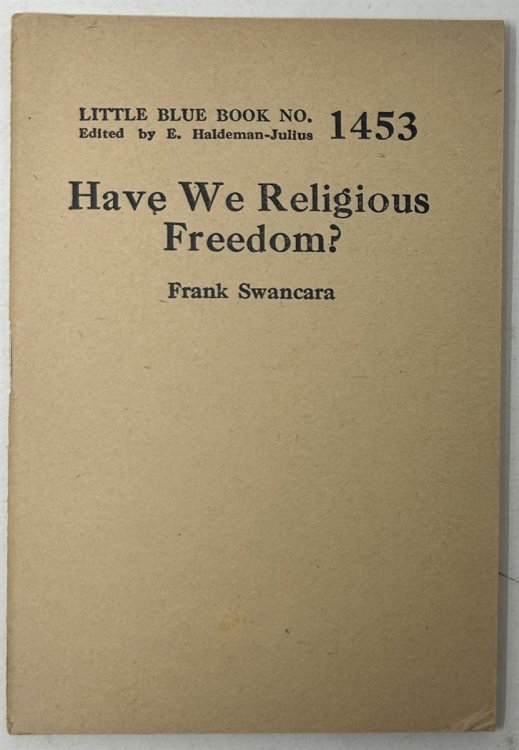 LITTLE BLUE BOOK NO. 1453
Edited by E. Haldeman-Julius
Have We Religious
Freedom?
Frank Swancara